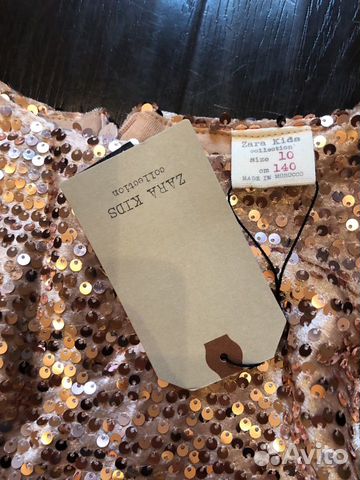 Zara Kids
collection
size 10
cm 140
MADE IN MOROCCO
ZARA KIDS
collection
Avito